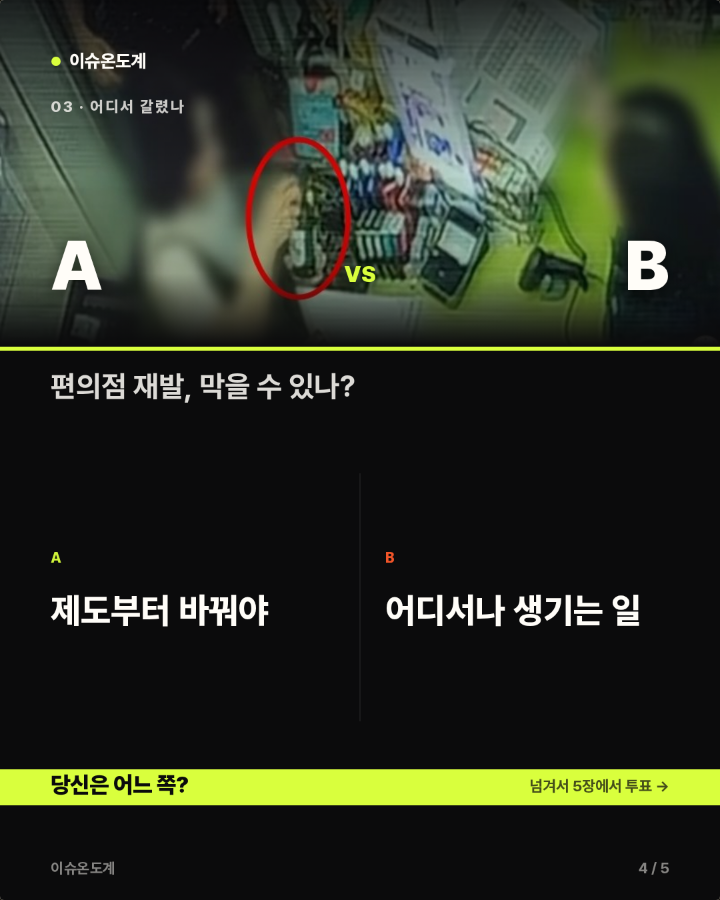 이슈온도계
03 · 어디서 갈렸나
A vs B
편의점 재발, 막을 수 있나?
A
제도부터 바꿔야
B
어디서나 생기는 일
당신은 어느 쪽?
넘겨서 5장에서 투표 →
이슈온도계
4 / 5